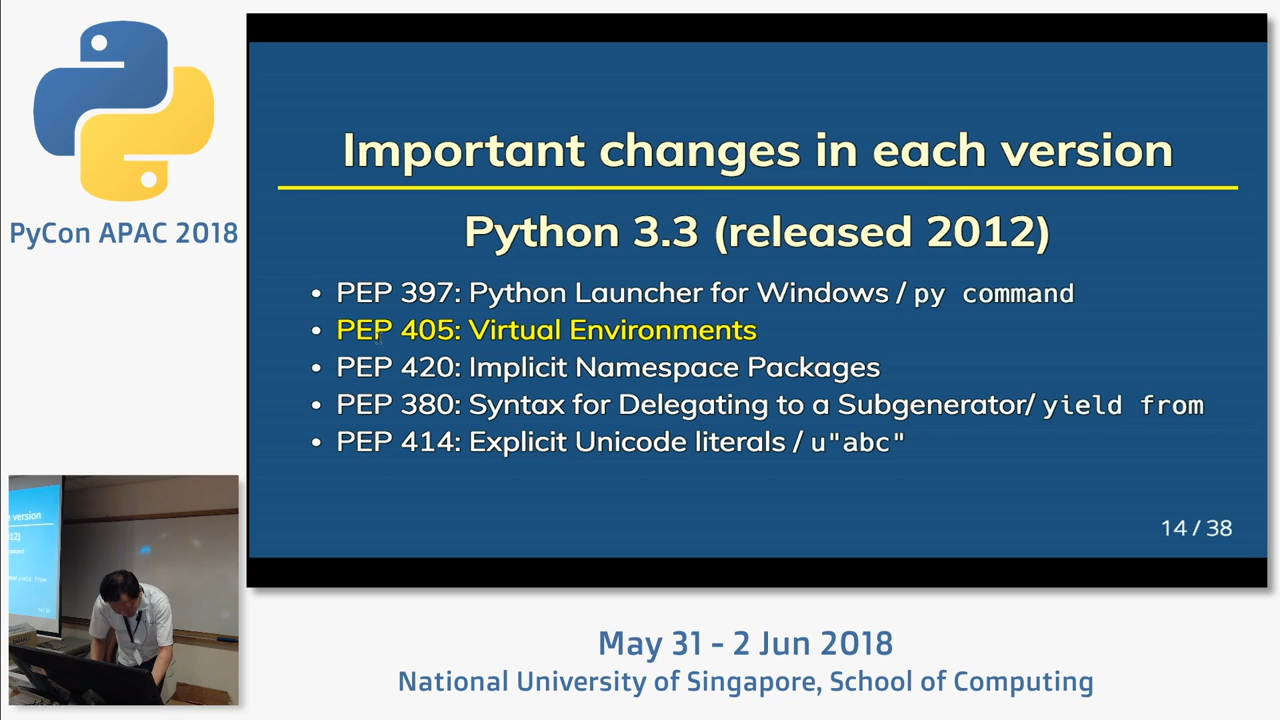 PyCon APAC 2018
Important changes in each version
Python 3.3 (released 2012)
• PEP 397: Python Launcher for Windows / py command
• PEP 405: Virtual Environments
• PEP 420: Implicit Namespace Packages
• PEP 380: Syntax for Delegating to a Subgenerator/ yield from
• PEP 414: Explicit Unicode literals / u"abc"
14 / 38
version
2012)
May 31 - 2 Jun 2018
National University of Singapore, School of Computing